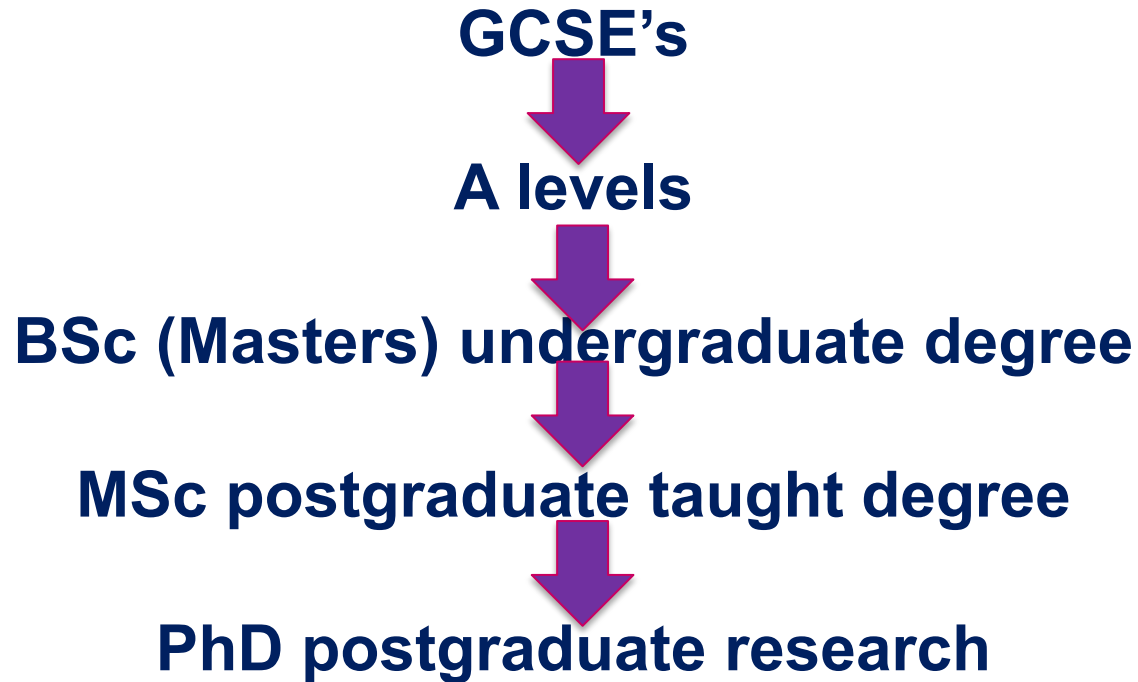 GCSE’s
A levels
BSc (Masters) undergraduate degree
MSc postgraduate taught degree
PhD postgraduate research